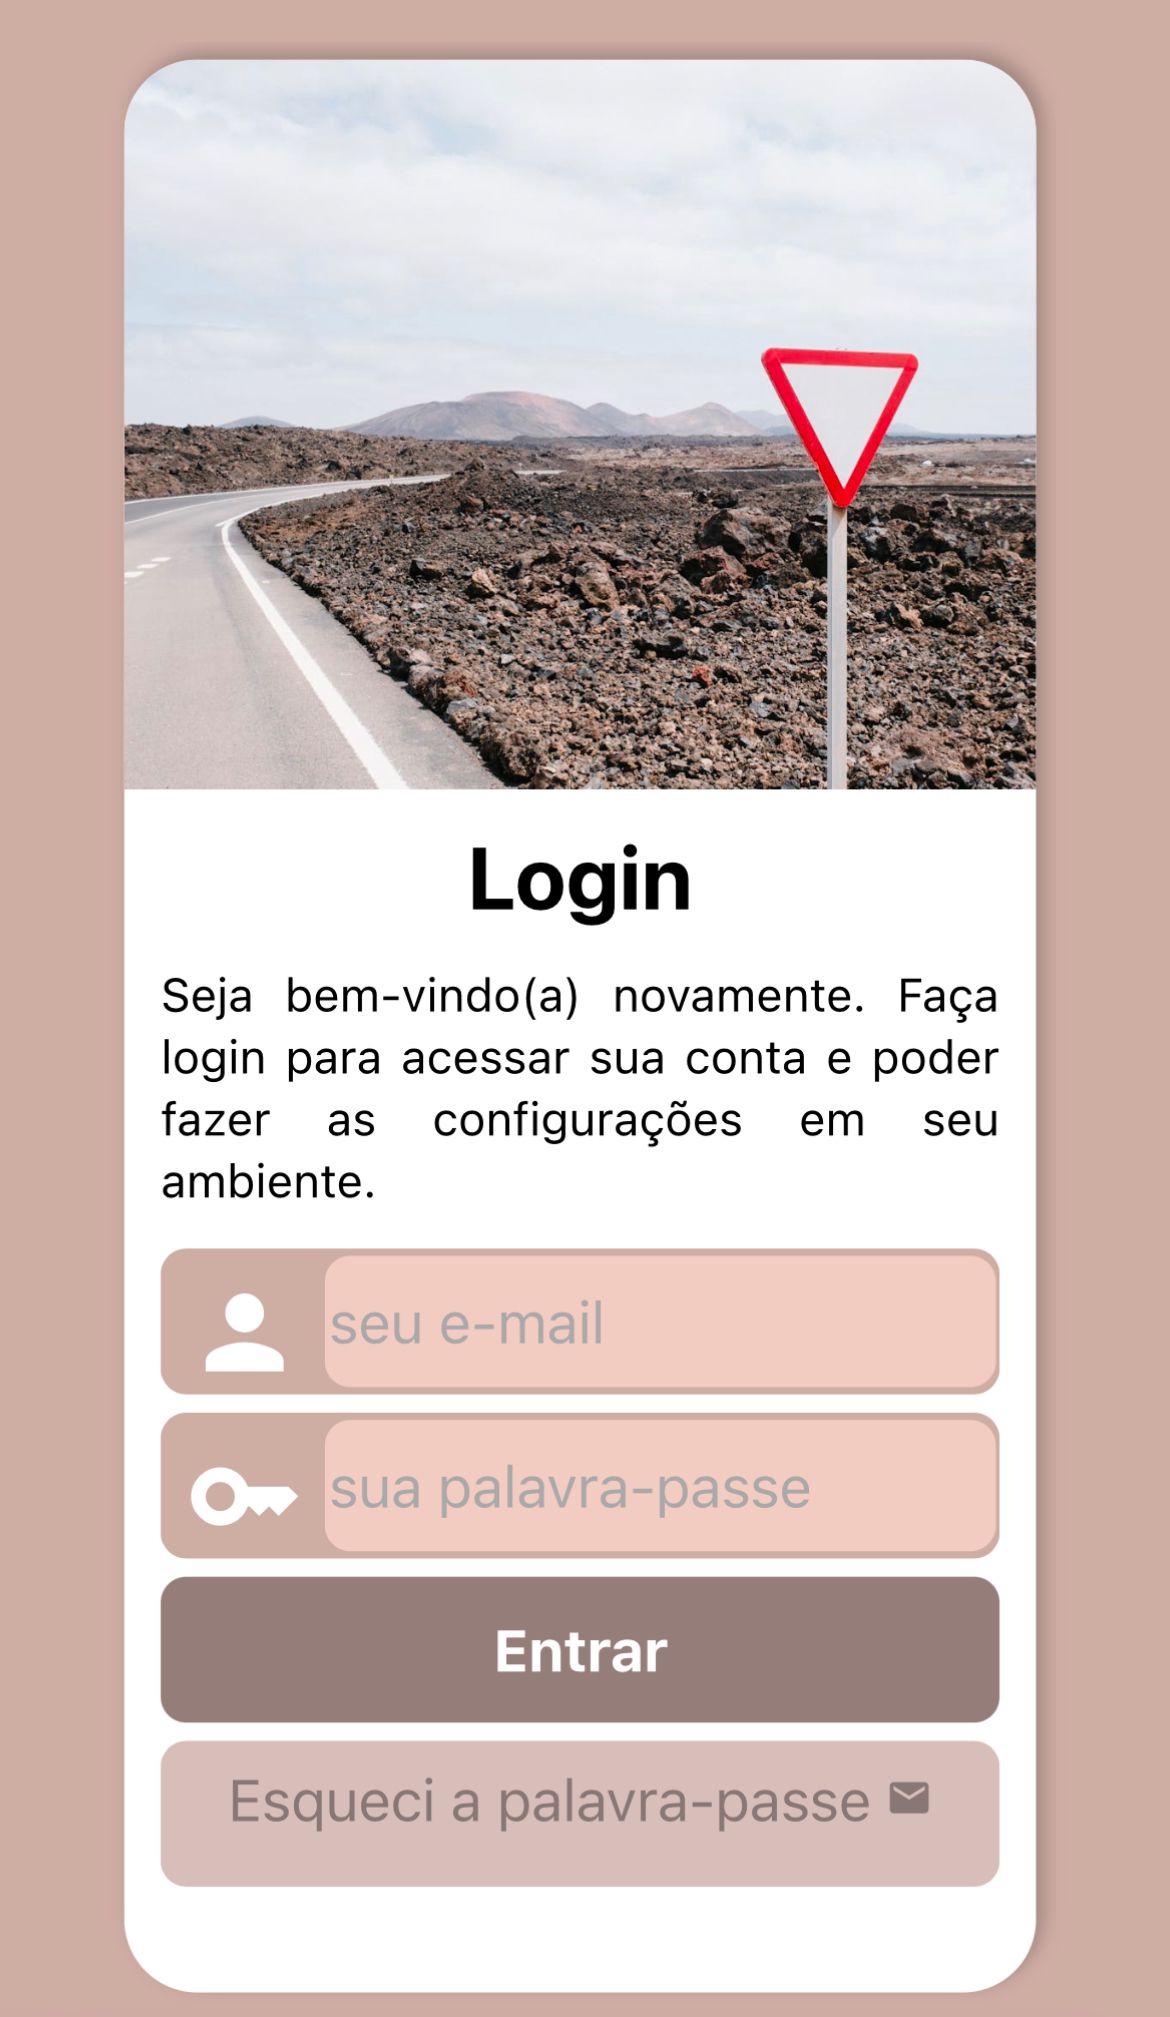 Login
Seja bem-vindo(a) novamente. Faça
login para acessar sua conta e poder
fazer as configurações em seu
ambiente.
seu e-mail
sua palavra-passe
Entrar
Esqueci a palavra-passe